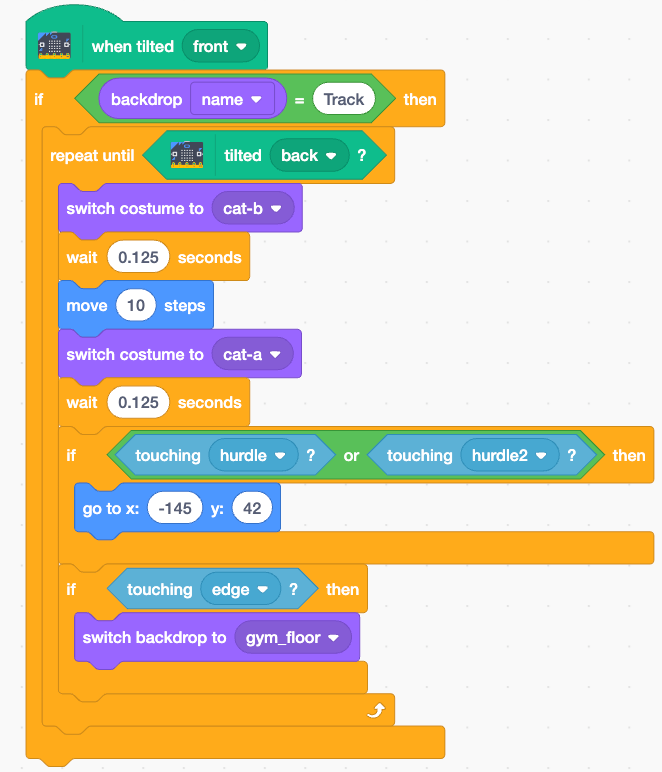 when tilted front
if backdrop name = Track then
repeat until tilted back ?
switch costume to cat-b
wait 0.125 seconds
move 10 steps
switch costume to cat-a
wait 0.125 seconds
if touching hurdle ? or touching hurdle2 ? then
go to x: -145 y: 42
if touching edge ? then
switch backdrop to gym_floor